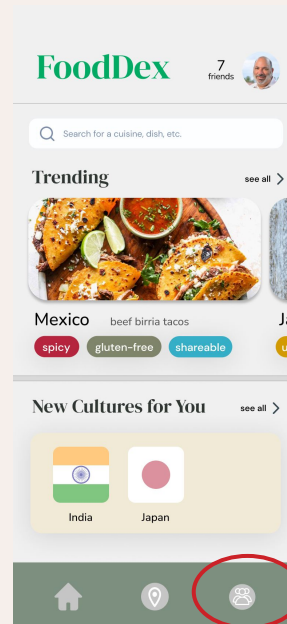 FoodDex
7
friends
Search for a cuisine, dish, etc.
Trending
see all
Mexico
beef birria tacos
spicy
gluten-free
shareable
New Cultures for You
see all
India
Japan